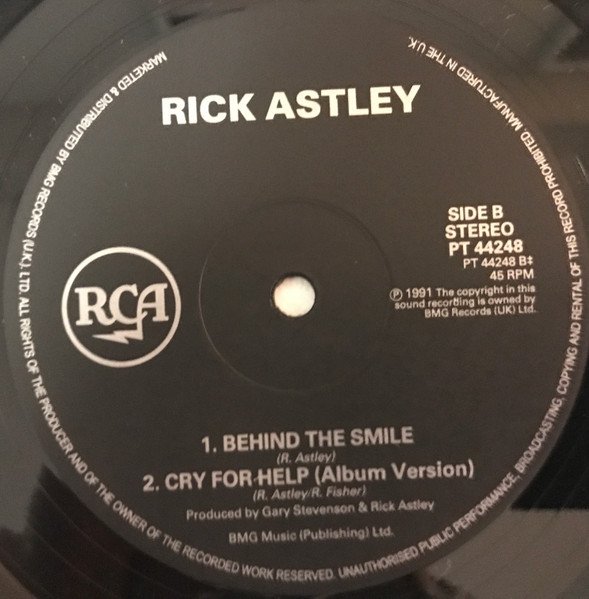 RICK ASTLEY
SIDE B
STEREO
PT 44248
PT 44248 B‡
45 RPM
℗ 1991 The copyright in this
sound recording is owned by
BMG Records (UK) Ltd.
RCA
1. BEHIND THE SMILE
(R. Astley)
2. CRY FOR HELP (Album Version)
(R. Astley/R. Fisher)
Produced by Gary Stevenson & Rick Astley
BMG Music (Publishing) Ltd.
MARKETED & DISTRIBUTED BY BMG RECORDS (U.K.), LTD. ALL RIGHTS OF THE PRODUCER AND OF THE OWNER OF THE RECORDED WORK RESERVED. UNAUTHORISED PUBLIC PERFORMANCE, BROADCASTING, COPYING AND RENTAL OF THIS RECORD PROHIBITED. MANUFACTURED IN THE U.K.